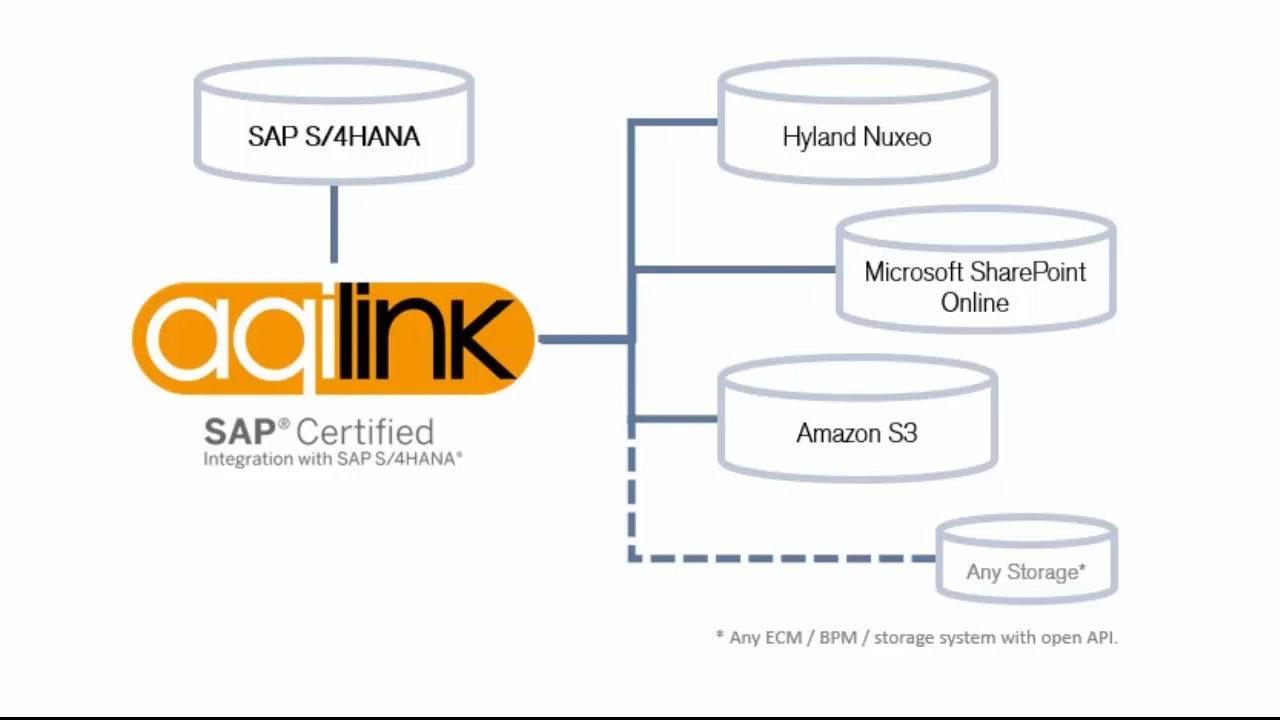 SAP S/4HANA
Hyland Nuxeo
Microsoft SharePoint
Online
aqilink
SAP® Certified
Integration with SAP S/4HANA®
Amazon S3
Any Storage*
* Any ECM / BPM / storage system with open API.